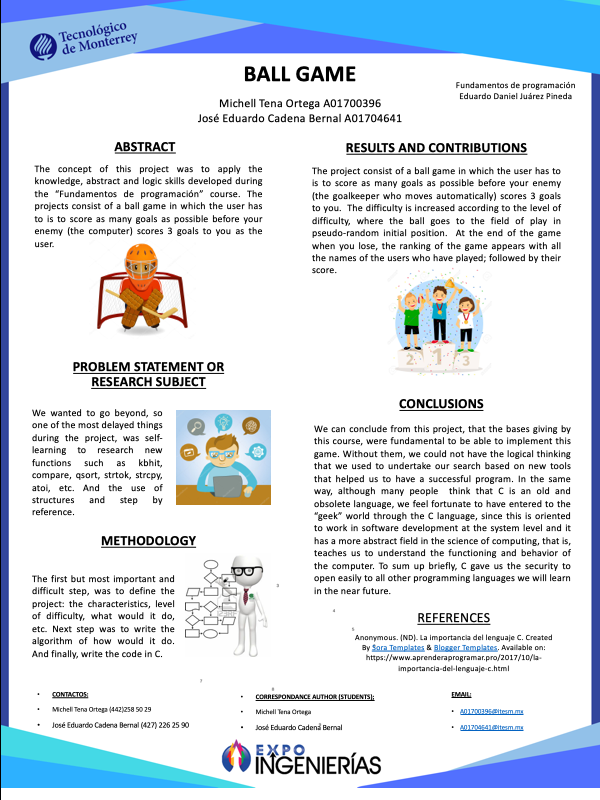 Tecnológico
de Monterrey
BALL GAME
Fundamentos de programación
Eduardo Daniel Juárez Pineda
Michell Tena Ortega A01700396
José Eduardo Cadena Bernal A01704641
ABSTRACT
The concept of this project was to apply the
knowledge, abstract and logic skills developed during
the "Fundamentos de programación" course. The
projects consist of a ball game in which the user has
to is to score as many goals as possible before your
enemy (the computer) scores 3 goals to you as the
user.
PROBLEM STATEMENT OR
RESEARCH SUBJECT
We wanted to go beyond, so
one of the most delayed things
during the project, was self-
learning to research new
functions such as kbhit,
compare, qsort, strtok, strcpy,
atoi, etc. And the use of
structures and step by
reference.
METHODOLOGY
The first but most important and
difficult step, was to define the
project: the characteristics, level
of difficulty, what would it do,
etc. Next step was to write the
algorithm of how would it do.
And finally, write the code in C.
RESULTS AND CONTRIBUTIONS
The project consist of a ball game in which the user has to
is to score as many goals as possible before your enemy
(the goalkeeper who moves automatically) scores 3 goals
to you. The difficulty is increased according to the level of
difficulty, where the ball goes to the field of play in
pseudo-random initial position. At the end of the game
when you lose, the ranking of the game appears with all
the names of the users who have played; followed by their
score.
2 1 3
CONCLUSIONS
We can conclude from this project, that the bases giving by
this course, were fundamental to be able to implement this
game. Without them, we could not have the logical thinking
that we used to undertake our search based on new tools
that helped us to have a successful program. In the same
way, although many people think that C is an old and
obsolete language, we feel fortunate to have entered to the
"geek" world through the C language, since this is oriented
to work in software development at the system level and it
has a more abstract field in the science of computing, that is,
teaches us to understand the functioning and behavior of
the computer. To sum up briefly, C gave us the security to
open easily to all other programming languages we will learn
in the near future.
REFERENCES
Anonymous. (ND). La importancia del lenguaje C. Created
By Sora Templates & Blogger Templates. Available on:
https://www.aprenderaprogramar.pro/2017/10/la-
importancia-del-lenguaje-c.html
• CONTACTOS:
• Michell Tena Ortega (442)258 50 29
• José Eduardo Cadena Bernal (427) 226 25 90
• CORRESPONDANCE AUTHOR (STUDENTS):
• Michell Tena Ortega
• José Eduardo Cadena Bernal
EMAIL:
• A01700396@itesm.mx
• A01704641@itesm.mx
EXPO
INGENIERÍAS